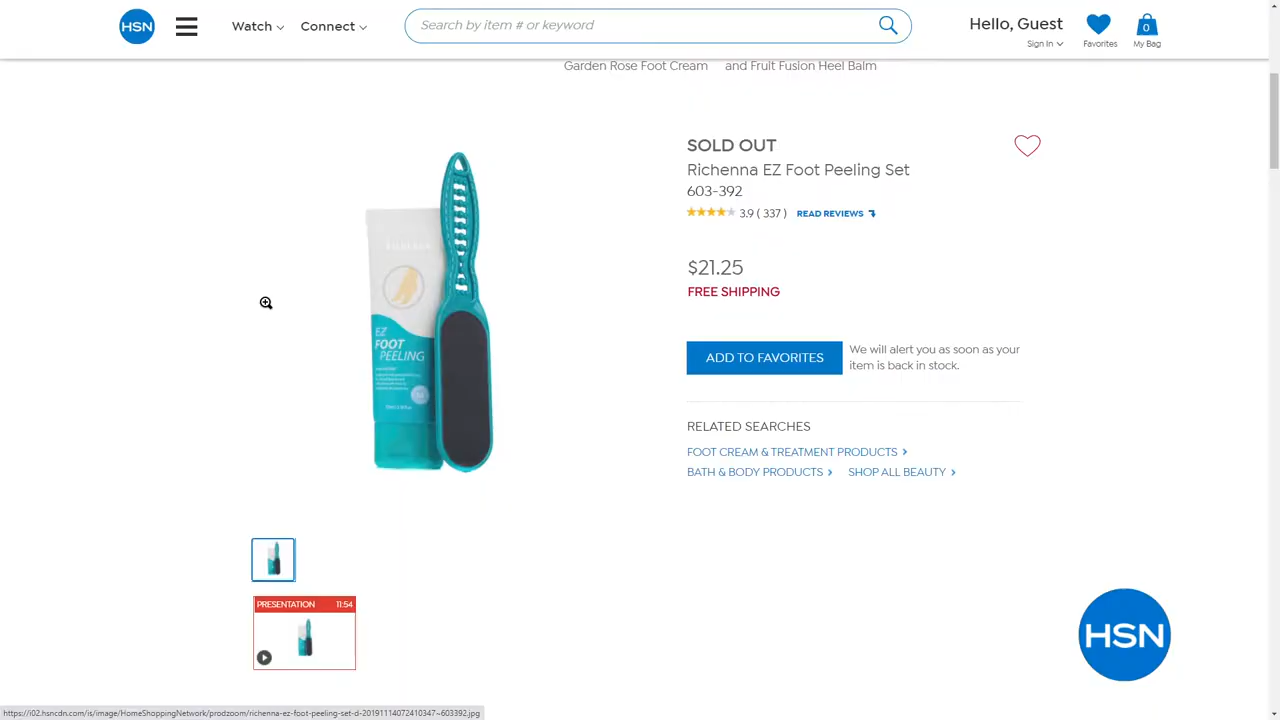 HSN
Watch
Connect
Search by item # or keyword
Hello, Guest
Sign In
Favorites
0
My Bag
Garden Rose Foot Cream
and Fruit Fusion Heel Balm
SOLD OUT
Richenna EZ Foot Peeling Set
603-392
3.9 ( 337 ) READ REVIEWS
$21.25
FREE SHIPPING
ADD TO FAVORITES
We will alert you as soon as your
item is back in stock.
RELATED SEARCHES
FOOT CREAM & TREATMENT PRODUCTS
BATH & BODY PRODUCTS
SHOP ALL BEAUTY
EZ
FOOT
PEELING
PRESENTATION 11:54
HSN
https://i02.hsncdn.com/is/image/HomeShoppingNetwork/prodzoom/richenna-ez-foot-peeling-set-d-20191114072410347~603392.jpg